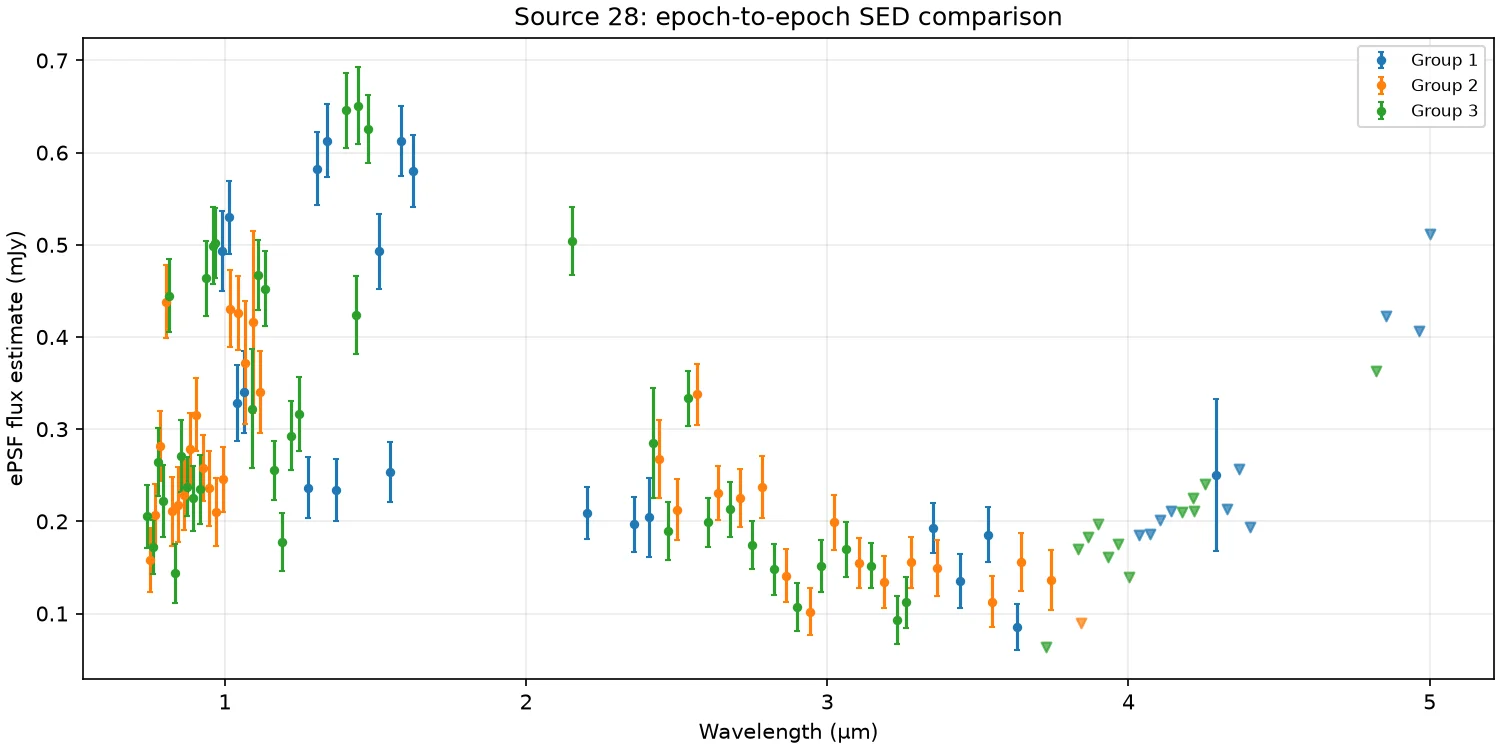 Source 28: epoch-to-epoch SED comparison
ePSF flux estimate (mJy)
0.7
0.6
0.5
0.4
0.3
0.2
0.1
1
2
3
4
5
Wavelength (µm)
Group 1
Group 2
Group 3